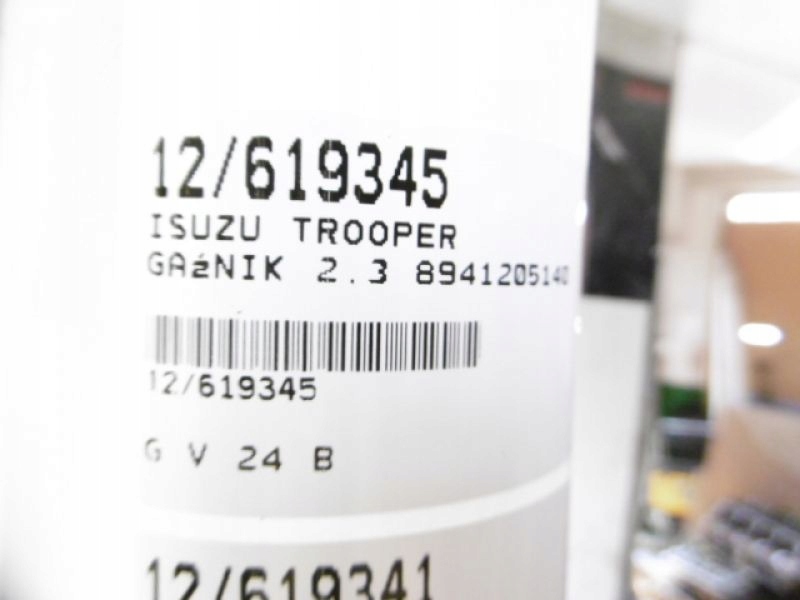 12/619345
ISUZU TROOPER
GAźNIK 2.3 8941205140
12/619345
G V 24 B
12/619341